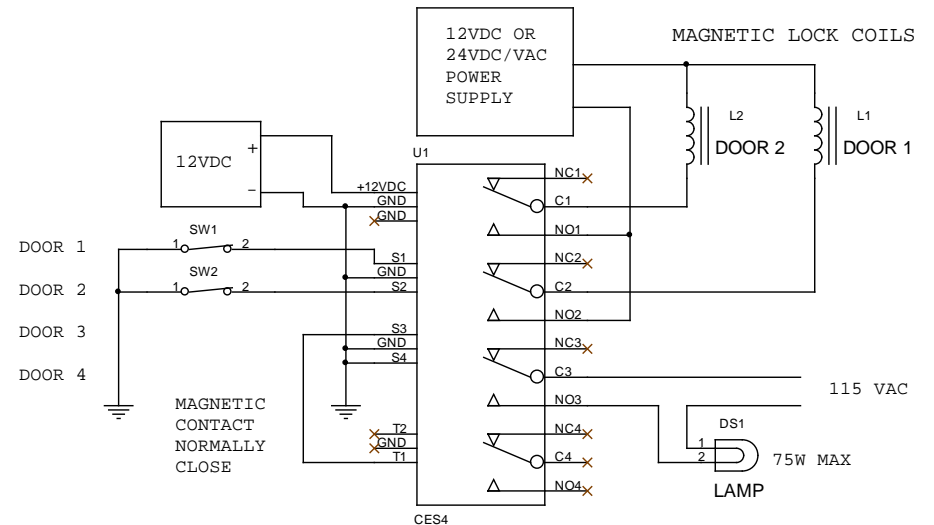 12VDC OR
24VDC/VAC
POWER
SUPPLY
MAGNETIC LOCK COILS
L2
DOOR 2
L1
DOOR 1
12VDC
+
-
U1
+12VDC
GND
GND
S1
GND
S2
S3
GND
S4
T2
GND
T1
NC1
C1
NO1
NC2
C2
NO2
NC3
C3
NO3
NC4
C4
NO4
CES4
DOOR 1
1 SW1 2
DOOR 2
1 SW2 2
DOOR 3
DOOR 4
MAGNETIC
CONTACT
NORMALLY
CLOSE
115 VAC
DS1
1
2
75W MAX
LAMP